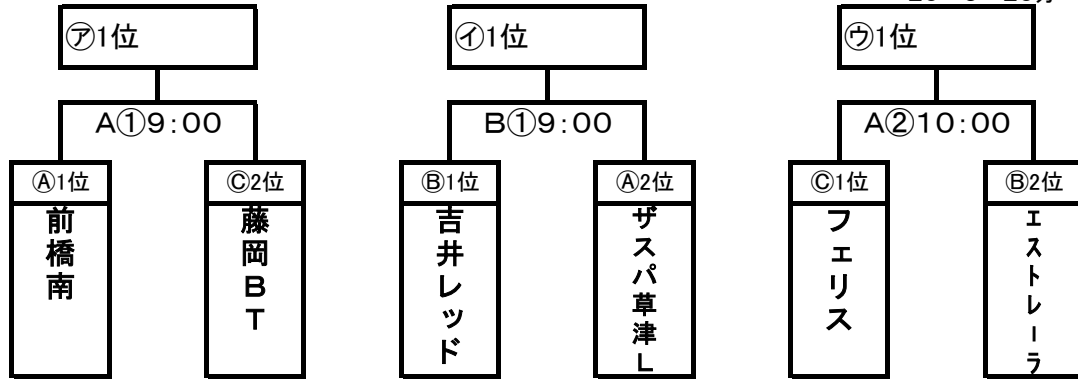 ㋐1位
㋑1位
㋒1位
A①9:00
B①9:00
A②10:00
Ⓐ1位
Ⓒ2位
Ⓑ1位
Ⓐ2位
Ⓒ1位
Ⓑ2位
前橋南
藤岡BT
吉井レッド
ザスパ草津L
フェリス
エストレーラ